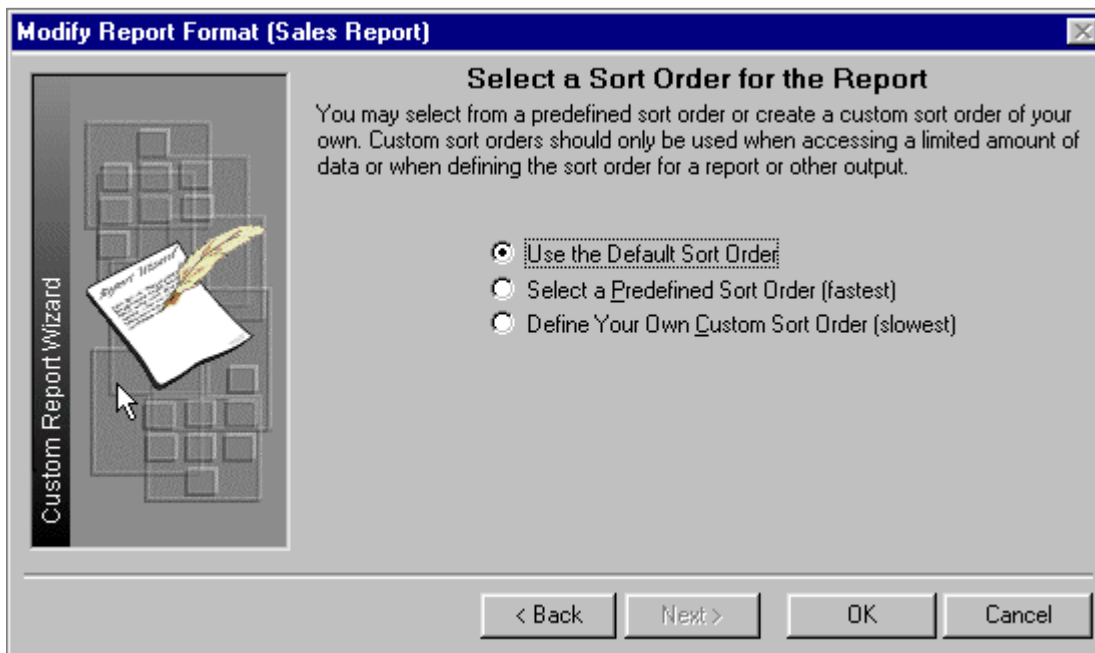 Modify Report Format (Sales Report)
Select a Sort Order for the Report
You may select from a predefined sort order or create a custom sort order of your
own. Custom sort orders should only be used when accessing a limited amount of
data or when defining the sort order for a report or other output.
Custom Report Wizard
Report Wizard
Use the Default Sort Order
Select a Predefined Sort Order (fastest)
Define Your Own Custom Sort Order (slowest)
< Back
Next >
OK
Cancel